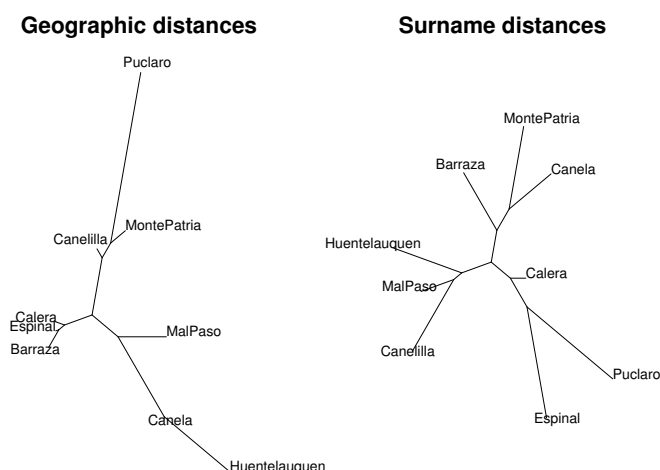 Geographic distances
Puclaro
MontePatria
Canelilla
Calera
Espinal
Barraza
MalPaso
Canela
Huentelauquen
Surname distances
MontePatria
Barraza
Canela
Huentelauquen
Calera
MalPaso
Canelilla
Puclaro
Espinal